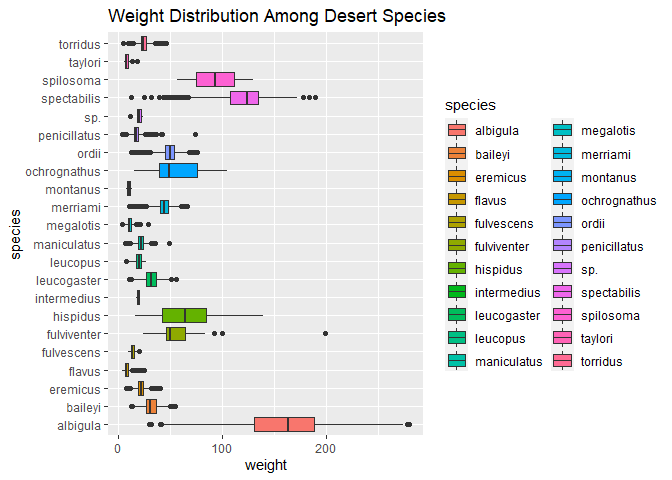 Weight Distribution Among Desert Species
torridus
taylori
spilosoma
spectabilis
sp.
penicillatus
ordii
ochrognathus
montanus
merriami
megalotis
maniculatus
leucopus
leucogaster
intermedius
hispidus
fulviventer
fulvescens
flavus
eremicus
baileyi
albigula
species
0 100 200
weight
species
albigula megalotis
baileyi merriami
eremicus montanus
flavus ochrognathus
fulvescens ordii
fulviventer penicillatus
hispidus sp.
intermedius spectabilis
leucogaster spilosoma
leucopus taylori
maniculatus torridus